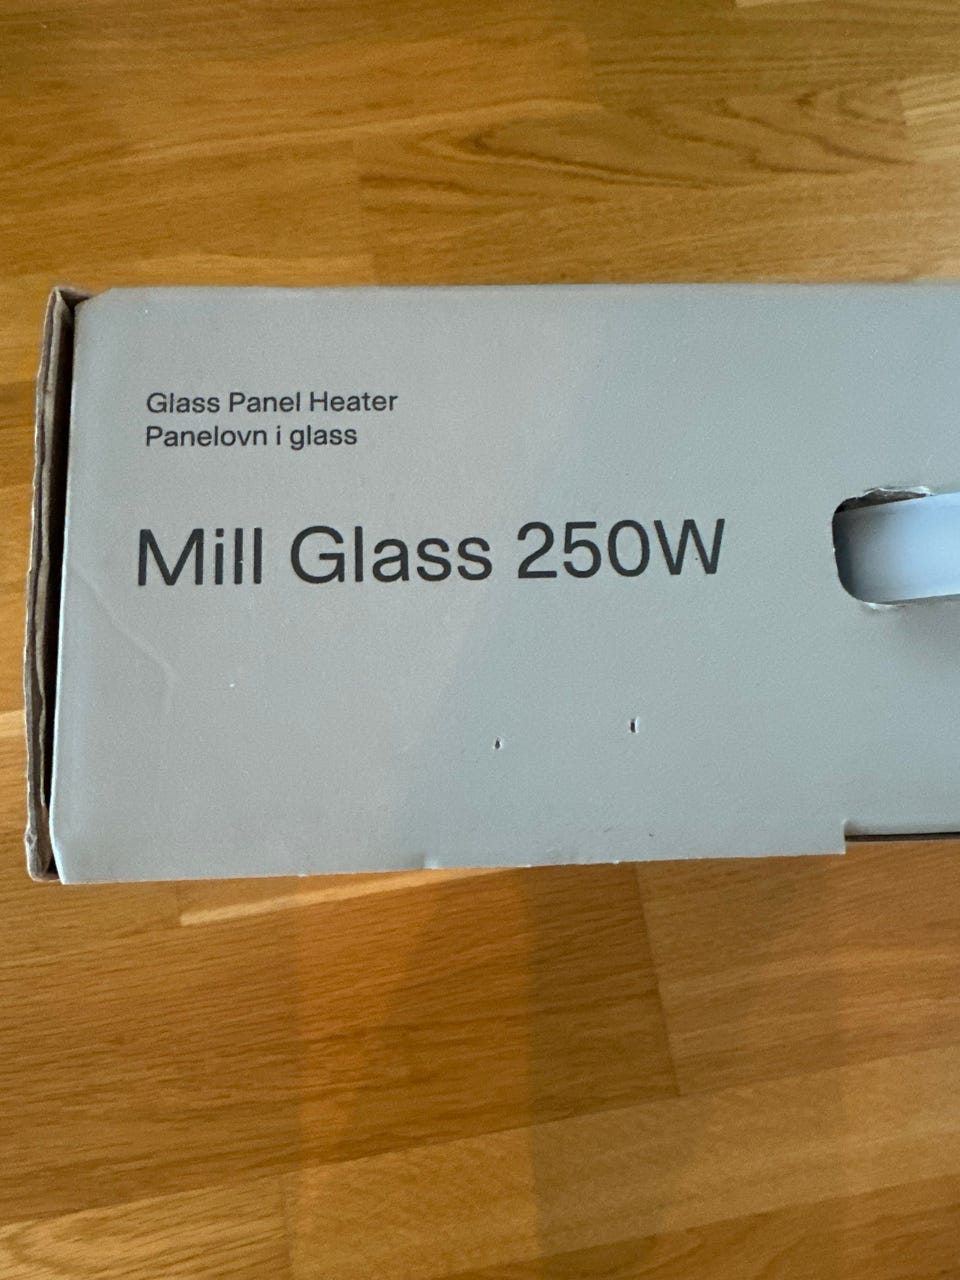 Glass Panel Heater
Panelovn i glass
Mill Glass 250W